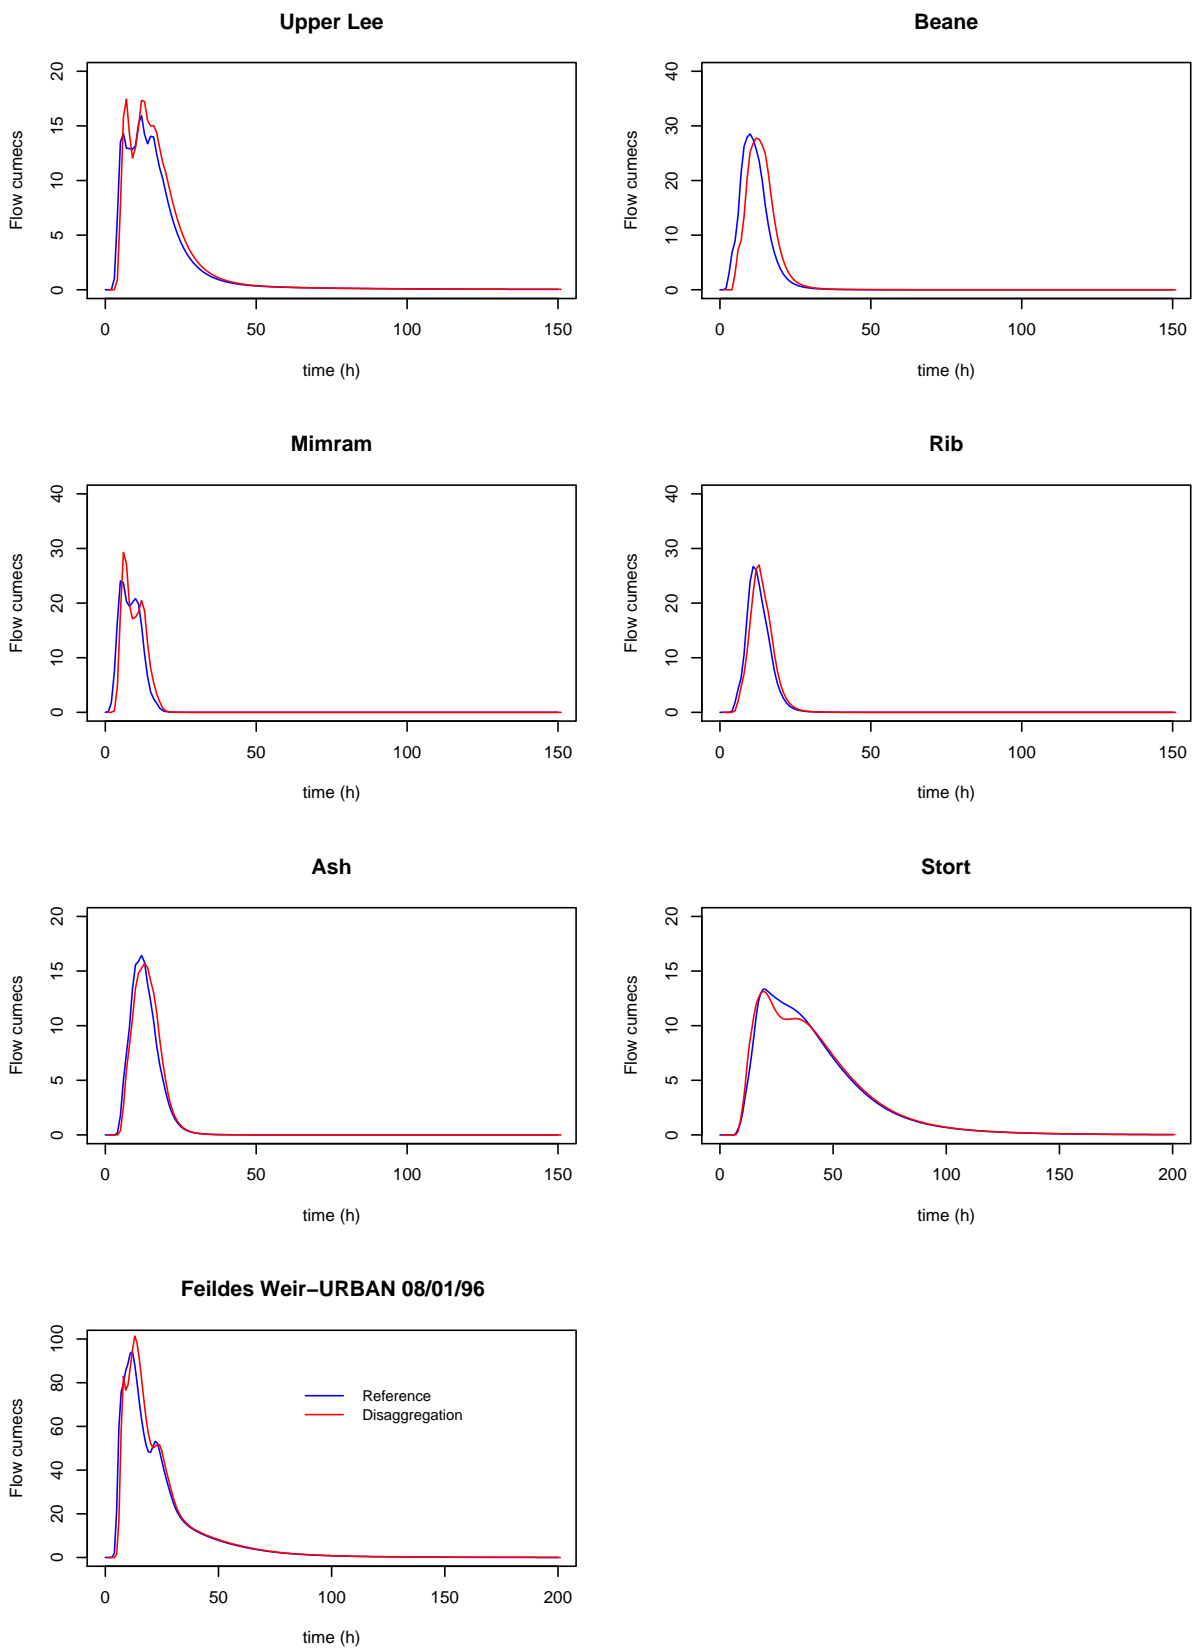 Upper Lee
Flow cumecs
20
15
10
5
0
0 50 100 150
time (h)
Beane
Flow cumecs
40
30
20
10
0
0 50 100 150
time (h)
Mimram
Flow cumecs
40
30
20
10
0
0 50 100 150
time (h)
Rib
Flow cumecs
40
30
20
10
0
0 50 100 150
time (h)
Ash
Flow cumecs
20
15
10
5
0
0 50 100 150
time (h)
Stort
Flow cumecs
20
15
10
5
0
0 50 100 150 200
time (h)
Feildes Weir−URBAN 08/01/96
Flow cumecs
100
80
60
40
20
0
Reference
Disaggregation
0 50 100 150 200
time (h)